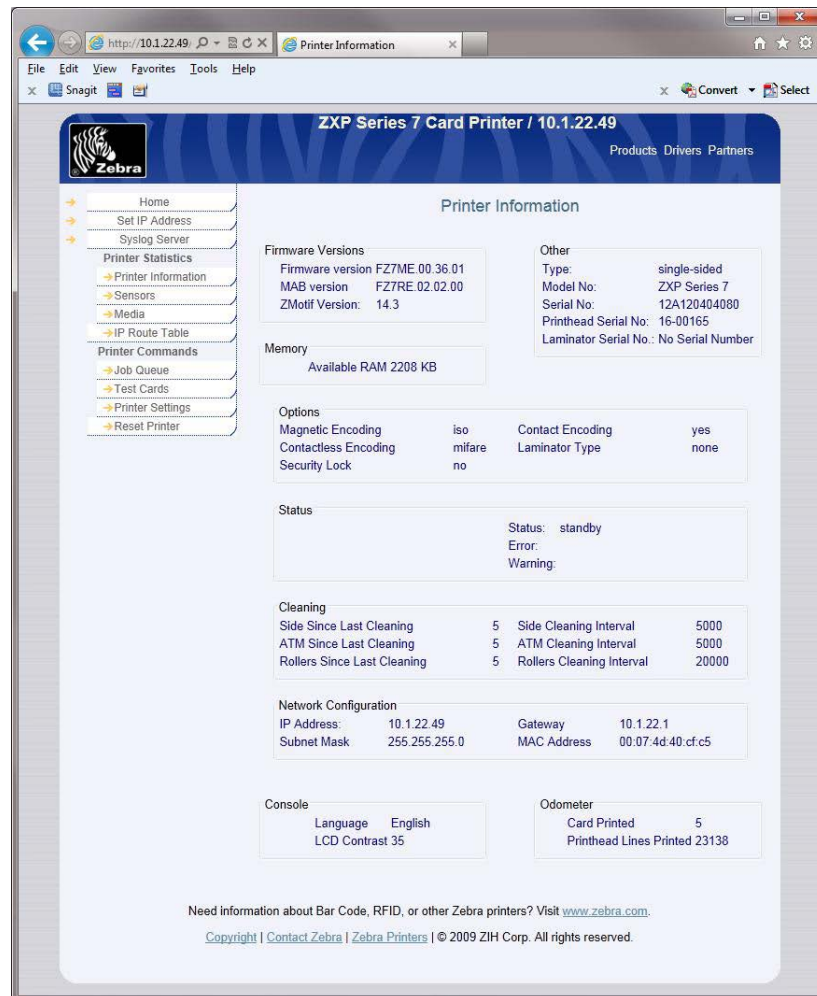 http://10.1.22.49/
Printer Information
File Edit View Favorites Tools Help
x Snagit
x Convert Select
ZXP Series 7 Card Printer / 10.1.22.49
Products Drivers Partners
Zebra
Home
Set IP Address
Syslog Server
Printer Statistics
Printer Information
Sensors
Media
IP Route Table
Printer Commands
Job Queue
Test Cards
Printer Settings
Reset Printer
Printer Information
Firmware Versions
Firmware version FZ7ME.00.36.01
MAB version FZ7RE.02.02.00
ZMotif Version: 14.3
Other
Type: single-sided
Model No: ZXP Series 7
Serial No: 12A120404080
Printhead Serial No: 16-00165
Laminator Serial No.: No Serial Number
Memory
Available RAM 2208 KB
Options
Magnetic Encoding iso Contact Encoding yes
Contactless Encoding mifare Laminator Type none
Security Lock no
Status
Status: standby
Error:
Warning:
Cleaning
Side Since Last Cleaning 5 Side Cleaning Interval 5000
ATM Since Last Cleaning 5 ATM Cleaning Interval 5000
Rollers Since Last Cleaning 5 Rollers Cleaning Interval 20000
Network Configuration
IP Address: 10.1.22.49 Gateway 10.1.22.1
Subnet Mask 255.255.255.0 MAC Address 00:07:4d:40:cf:c5
Console
Language English
LCD Contrast 35
Odometer
Card Printed 5
Printhead Lines Printed 23138
Need information about Bar Code, RFID, or other Zebra printers? Visit www.zebra.com.
Copyright | Contact Zebra | Zebra Printers | © 2009 ZIH Corp. All rights reserved.